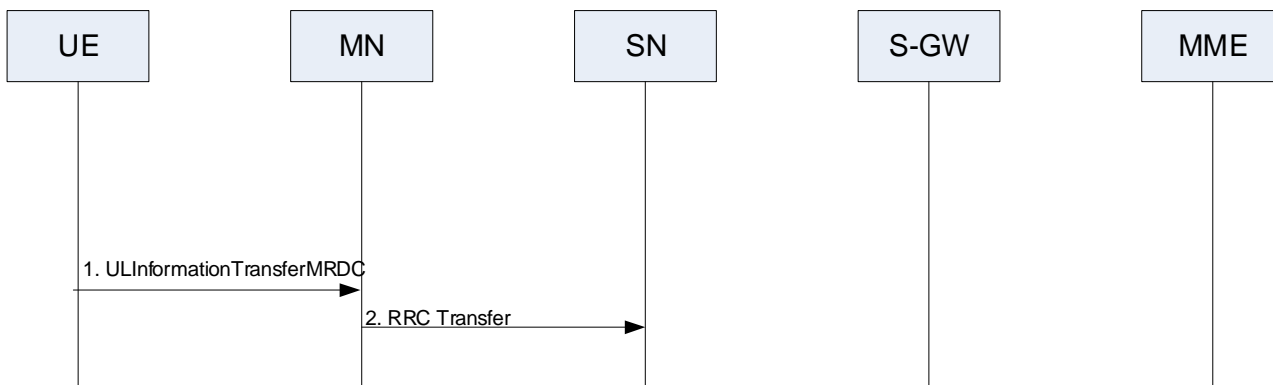 UE
MN
SN
S-GW
MME
1. ULInformationTransferMRDC
2. RRC Transfer